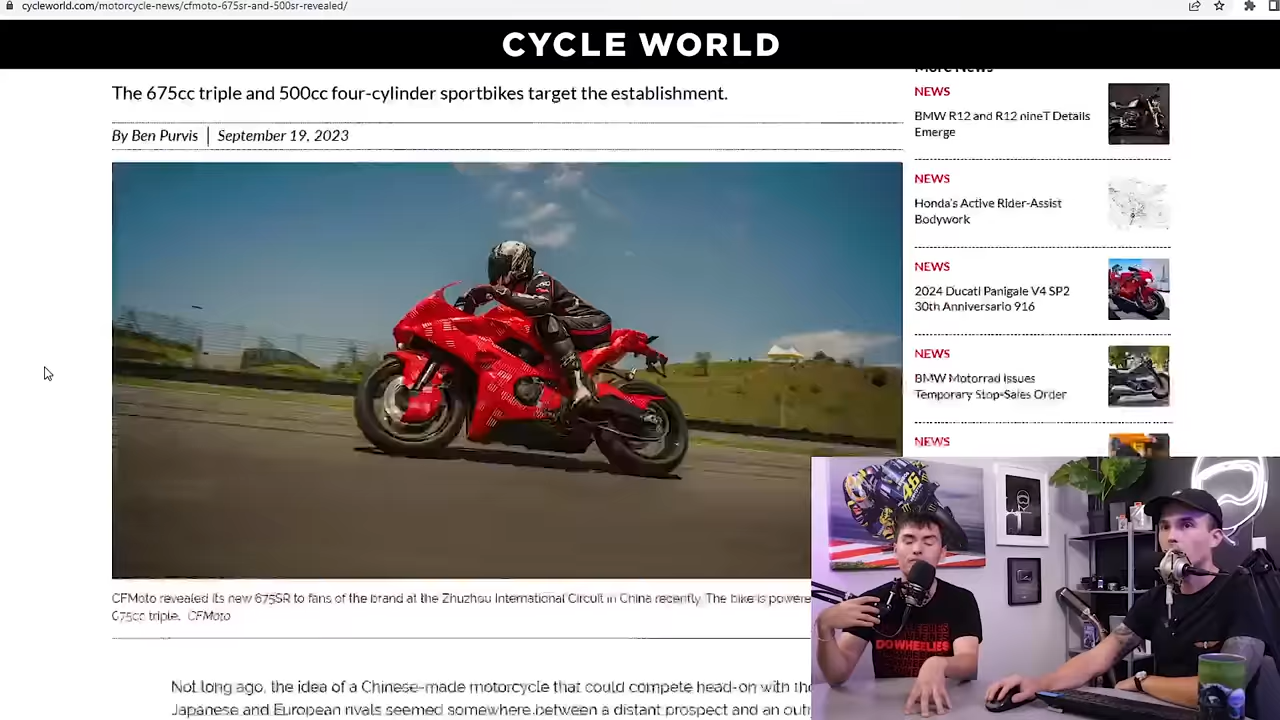 cycleworld.com/motorcycle-news/cfmoto-675sr-and-500sr-revealed/
CYCLE WORLD
The 675cc triple and 500cc four-cylinder sportbikes target the establishment.
By Ben Purvis | September 19, 2023
More News
NEWS
BMW R12 and R12 nineT Details
Emerge
NEWS
Honda's Active Rider-Assist
Bodywork
NEWS
2024 Ducati Panigale V4 SP2
30th Anniversario 916
NEWS
BMW Motorrad Issues
Temporary Stop-Sales Order
NEWS
CFMoto revealed its new 675SR to fans of the brand at the Zhuzhou International Circuit in China recently. The bike is powere
675cc triple. CFMoto
Not long ago, the idea of a Chinese-made motorcycle that could compete head-on with
Japanese and European rivals seemed somewhere between a distant prospect and an
46
DOWHEELIES